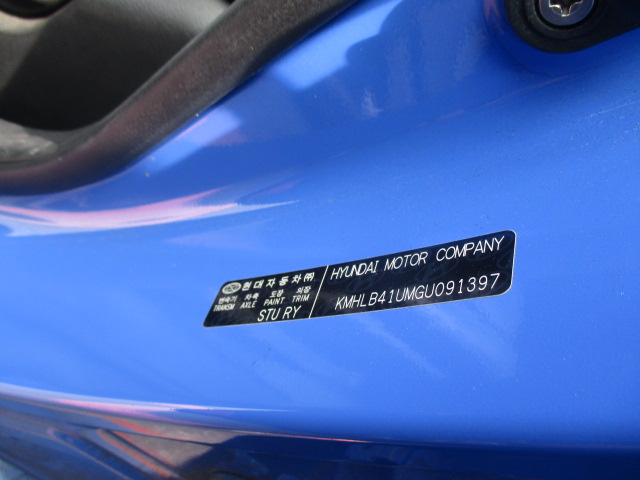 현대자동차㈜
변속기 차축 도장 외장
TRANSM AXLE PAINT TRIM
STU RY
HYUNDAI MOTOR COMPANY
KMHLB41UMGU091397